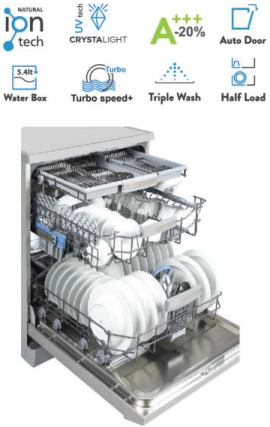 NATURAL
ion
tech
UV tech
CRYSTALIGHT
A+++
-20%
Auto Door
5.4lt
Water Box
Turbo
Turbo speed+
Triple Wash
In
Half Load